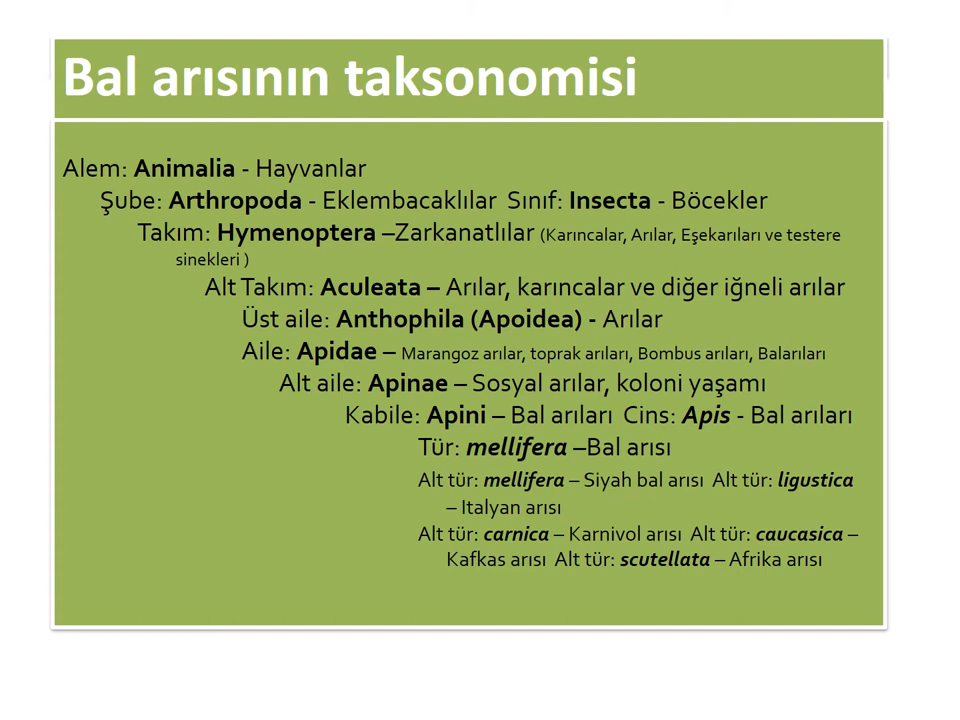 Bal arısının taksonomisi
Alem: Animalia - Hayvanlar
Şube: Arthropoda - Eklembacaklılar Sınıf: Insecta - Böcekler
Takım: Hymenoptera –Zarkanatlılar (Karıncalar, Arılar, Eşekarıları ve testere
sinekleri )
Alt Takım: Aculeata – Arılar, karıncalar ve diğer iğneli arılar
Üst aile: Anthophila (Apoidea) - Arılar
Aile: Apidae – Marangoz arılar, toprak arıları, Bombus arıları, Balarıları
Alt aile: Apinae – Sosyal arılar, koloni yaşamı
Kabile: Apini – Bal arıları Cins: Apis - Bal arıları
Tür: mellifera –Bal arısı
Alt tür: mellifera – Siyah bal arısı Alt tür: ligustica
– Italyan arısı
Alt tür: carnica – Karnivol arısı Alt tür: caucasica –
Kafkas arısı Alt tür: scutellata – Afrika arısı